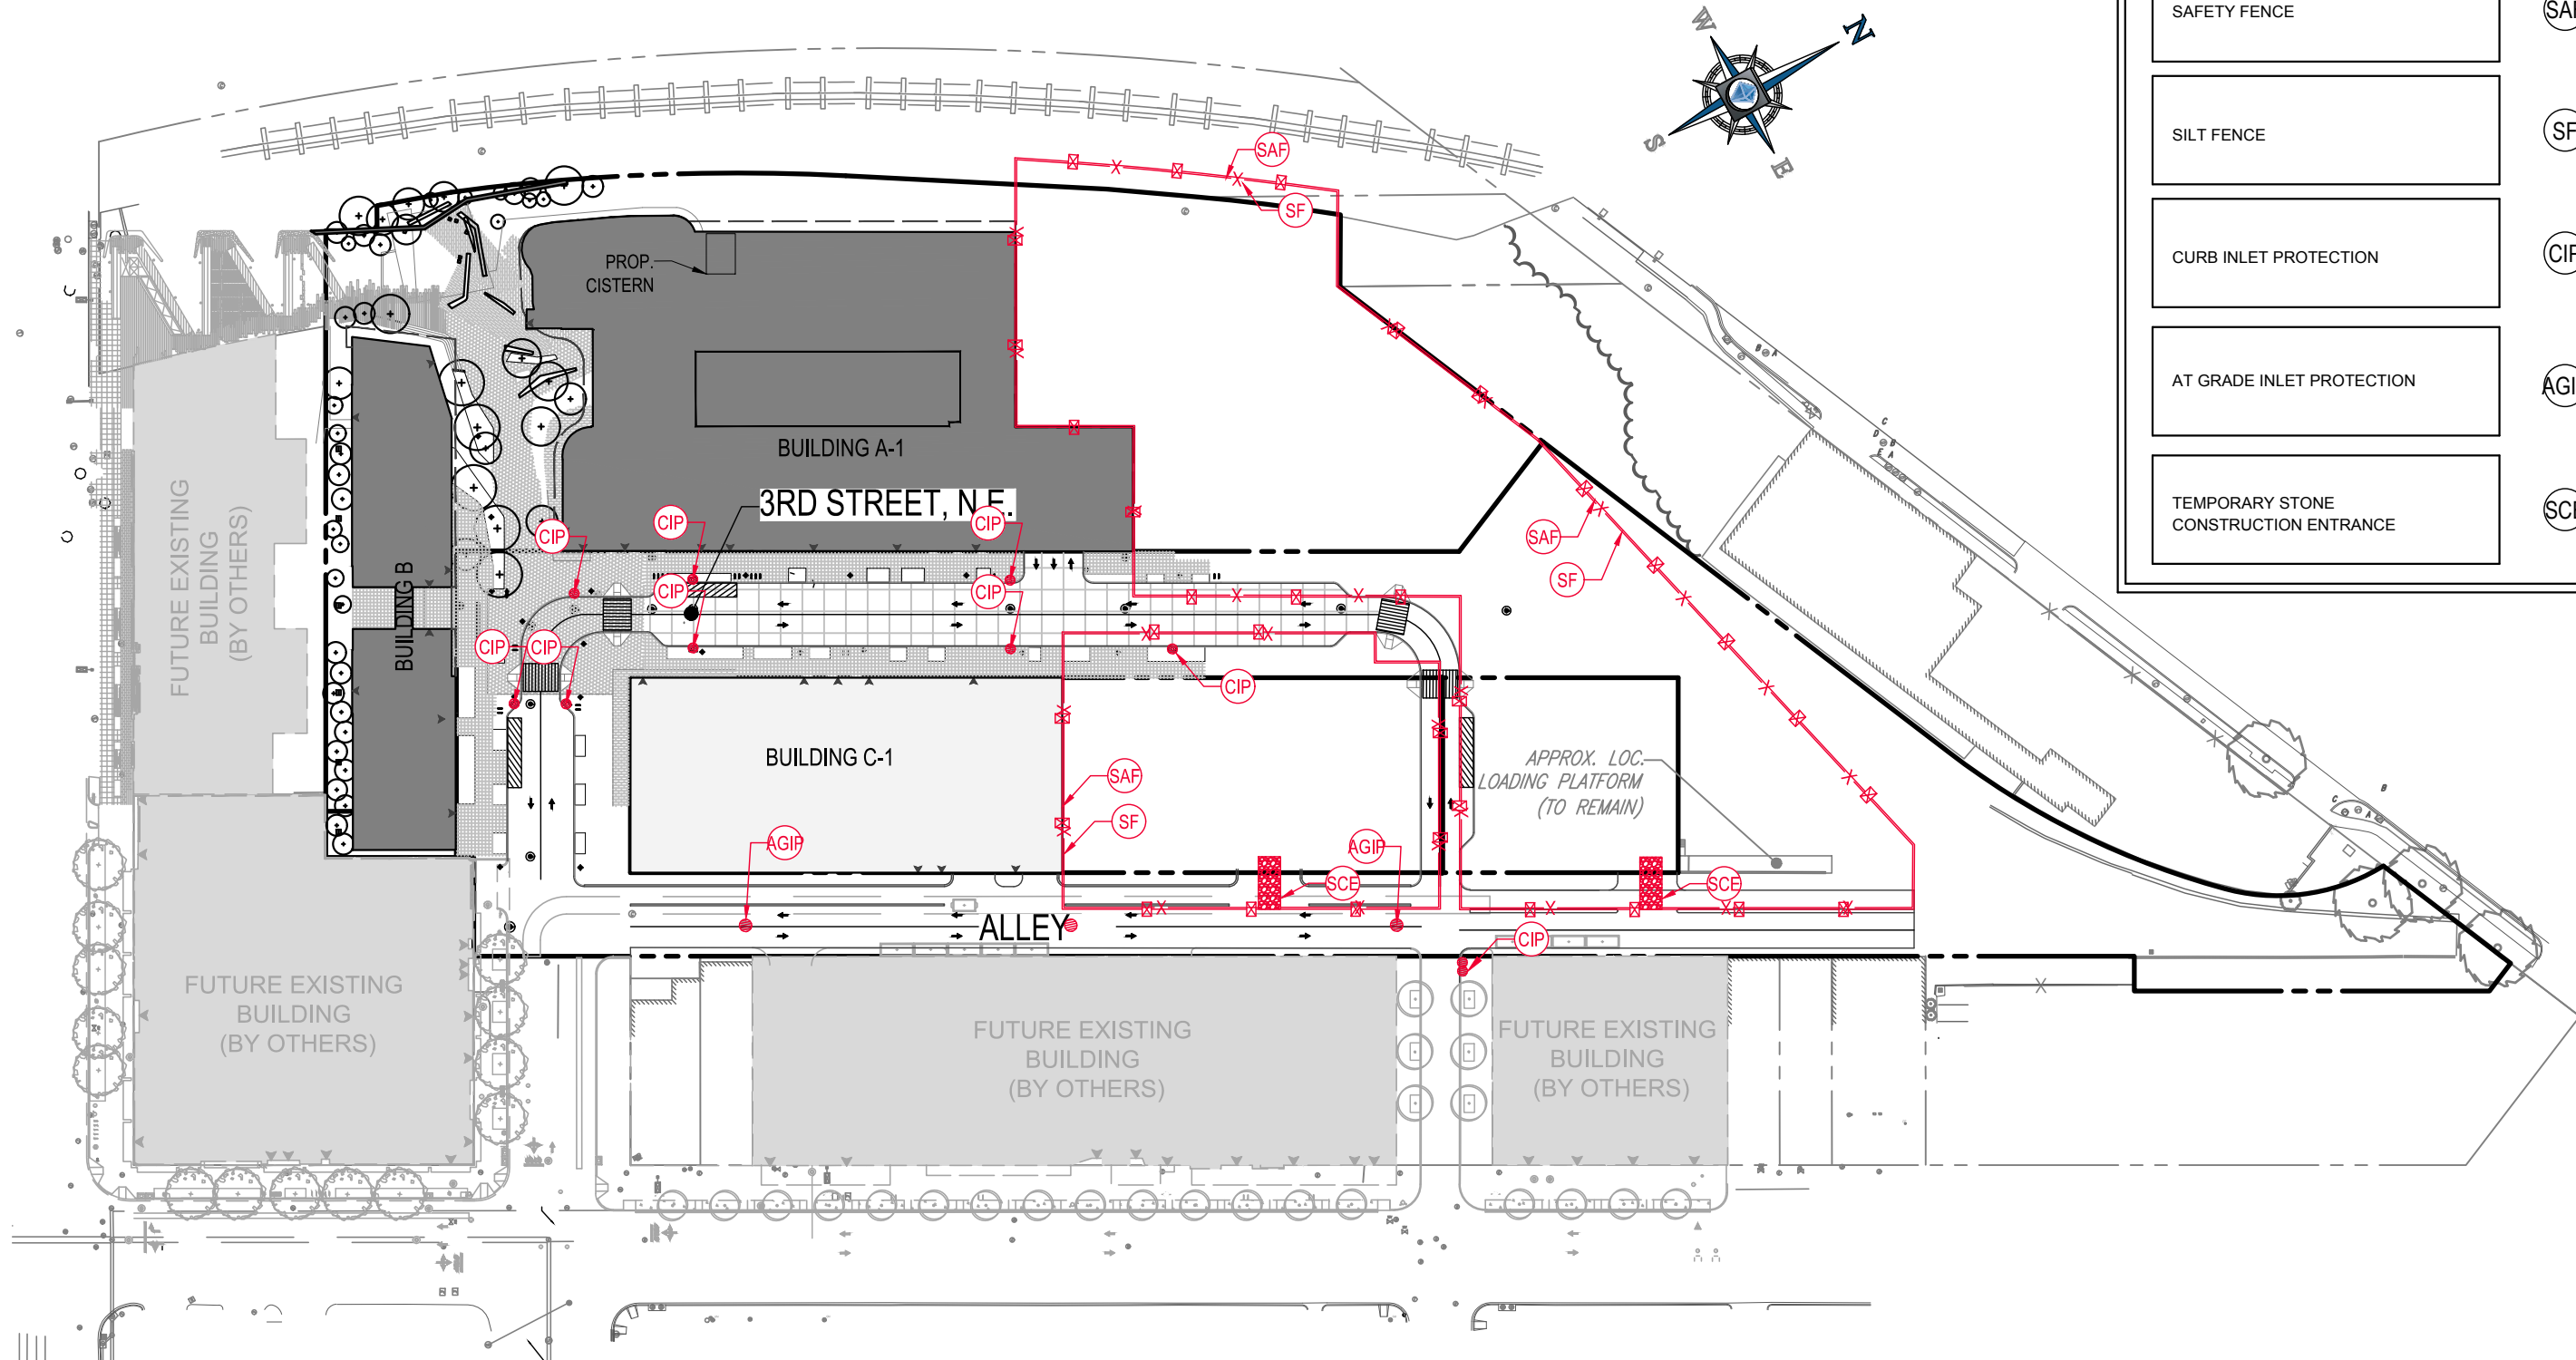 W
N
S
E
SAFETY FENCE
SILT FENCE
SF
CURB INLET PROTECTION
CIP
AT GRADE INLET PROTECTION
TEMPORARY STONE
CONSTRUCTION ENTRANCE
SAF
SF
PROP.
CISTERN
BUILDING A-1
3RD STREET, N.E.
CIP
CIP
CIP
CIP
CIP
CIP
CIP
CIP
SAF
SF
FUTURE EXISTING
BUILDING
(BY OTHERS)
BUILDING B
BUILDING C-1
SAF
SF
APPROX. LOC.
LOADING PLATFORM
(TO REMAIN)
AGIP
AGIP
SCE
SCE
ALLEY
CIP
FUTURE EXISTING
BUILDING
(BY OTHERS)
FUTURE EXISTING
BUILDING
(BY OTHERS)
FUTURE EXISTING
BUILDING
(BY OTHERS)